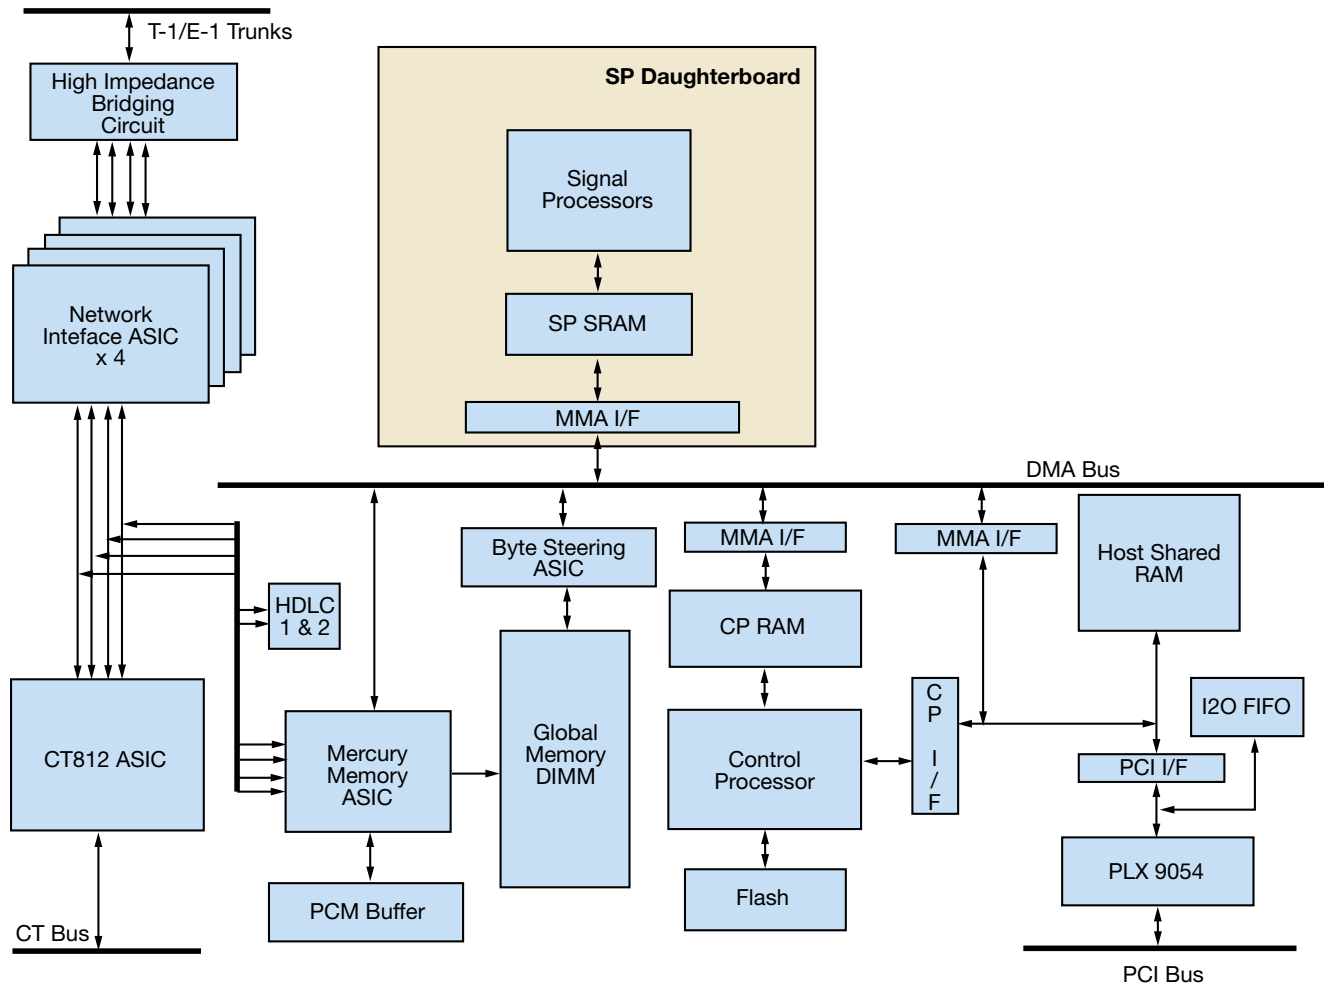 T-1/E-1 Trunks
High Impedance
Bridging
Circuit
SP Daughterboard
Signal
Processors
Network
Inteface ASIC
x 4
SP SRAM
MMA I/F
DMA Bus
Byte Steering
ASIC
MMA I/F
MMA I/F
Host Shared
RAM
HDLC
1 & 2
CP RAM
CT812 ASIC
Mercury
Memory
ASIC
Global
Memory
DIMM
Control
Processor
C
P
I
/
F
I2O FIFO
PCI I/F
PCM Buffer
Flash
PLX 9054
CT Bus
PCI Bus